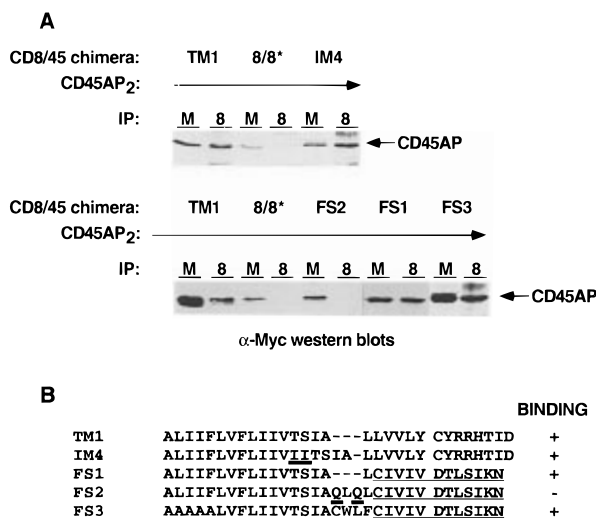 A
CD8/45 chimera: TM1 8/8* IM4
CD45AP2:
IP: M 8 M 8 M 8
CD45AP
CD8/45 chimera: TM1 8/8* FS2 FS1 FS3
CD45AP2:
IP: M 8 M 8 M 8 M 8 M 8
CD45AP
α-Myc western blots
B
BINDING
TM1 ALIIFLVFLIIVTSIA---LLVVLY CYRRHTID +
IM4 ALIIFLVFLIIVIITSIA-LLVVLY CYRRHTID +
FS1 ALIIFLVFLIIVTSIA---LLCIVIV DTLSIKN +
FS2 ALIIFLVFLIIVTSIAQLQLCIVIV DTLSIKN -
FS3 AAAALVFLIIVTSIACWLFCIVIV DTLSIKN +